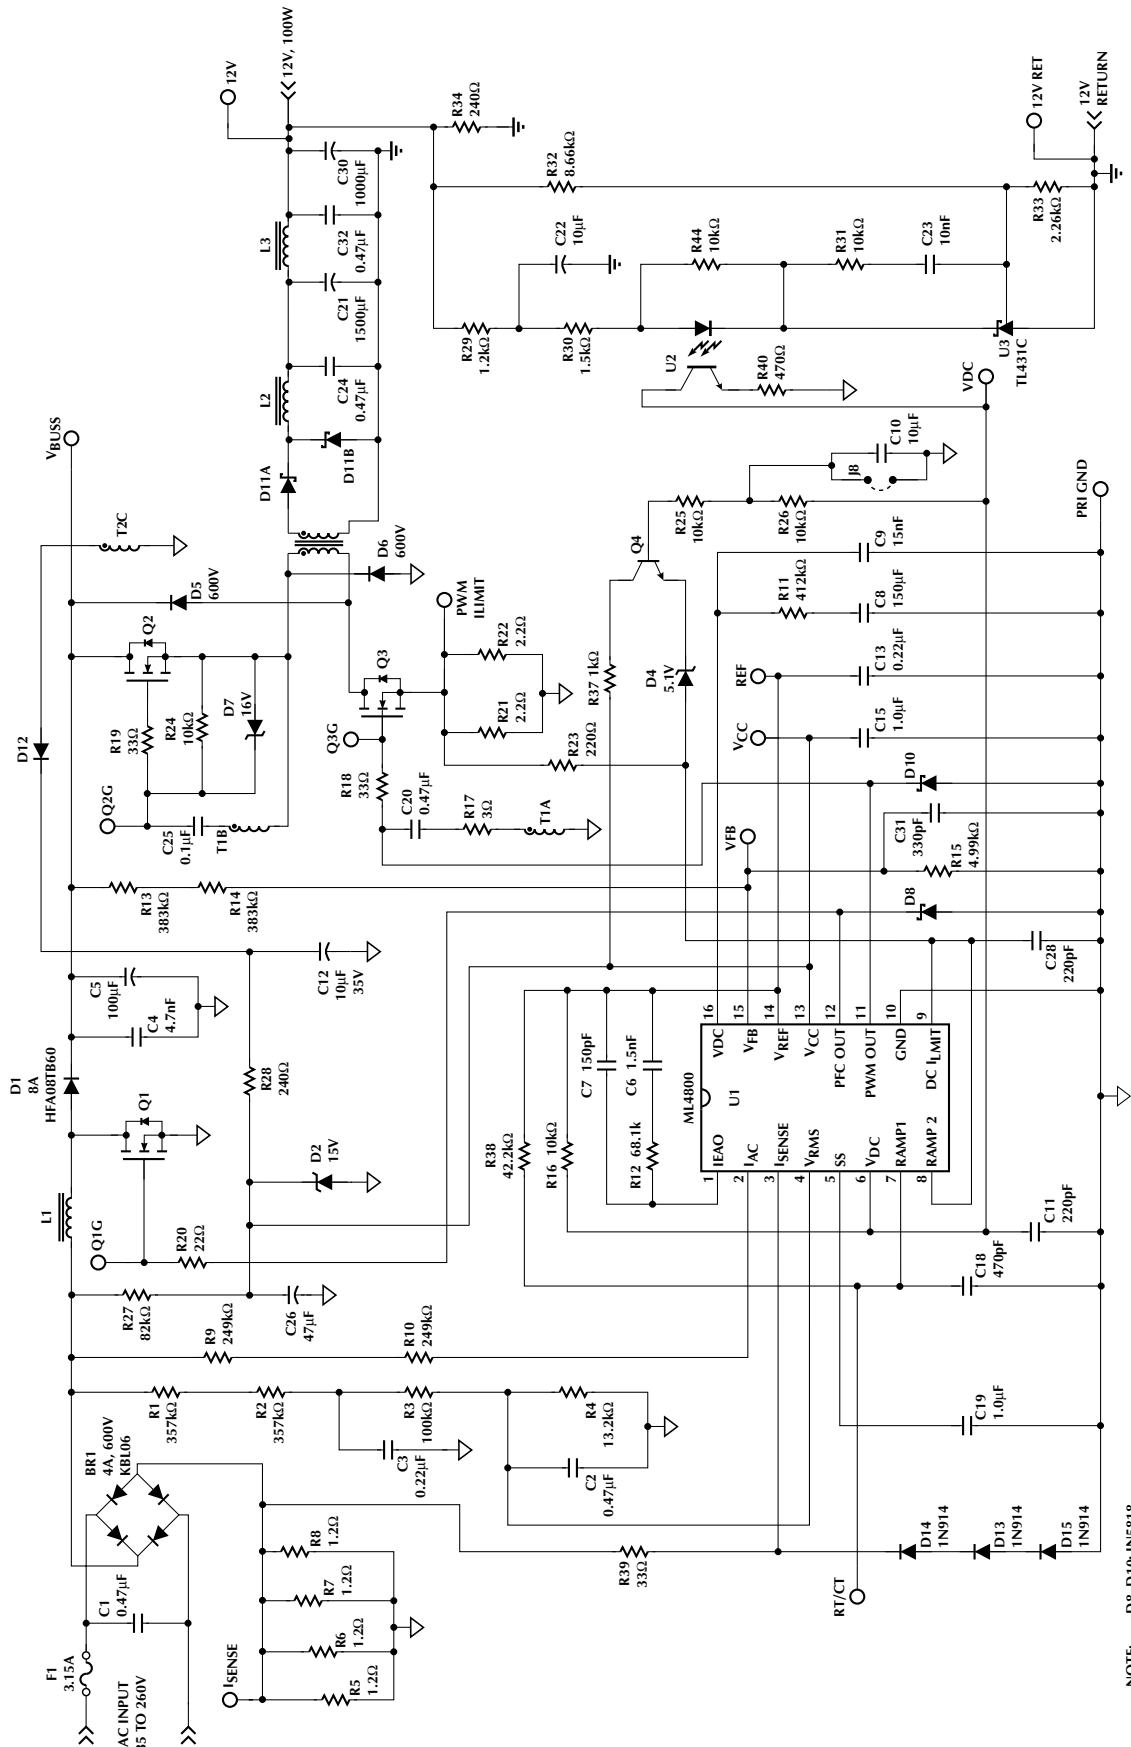 AC INPUT
85 TO 260V
F1
3.15A
C1
0.47µF
BR1
4A, 600V
KBL06
ISENSE
R5
1.2Ω
R6
1.2Ω
R7
1.2Ω
R8
1.2Ω
R1
357kΩ
R2
357kΩ
C3
0.22µF
R3
100kΩ
C2
0.47µF
R4
13.2kΩ
R9
249kΩ
R10
249kΩ
R27
82kΩ
C26
47µF
Q1G
R20
22Ω
L1
Q1
D2
15V
R28
240Ω
D1
8A
HFA08TB60
C4
4.7nF
C5
100µF
C12
10µF
35V
R13
383kΩ
R14
383kΩ
D12
Q2G
C25
0.1µF
T1B
R19
33Ω
R24
10kΩ
D7
16V
Q2
D5
600V
T2C
VBUSS
D6
600V
D11A
D11B
L2
C24
0.47µF
C21
1500µF
L3
C32
0.47µF
C30
1000µF
12V
12V, 100W
Q3G
R18
33Ω
C20
0.47µF
R17
3Ω
T1A
Q3
PWM
ILIMIT
R21
2.2Ω
R22
2.2Ω
R23
220Ω
R34
240Ω
R32
8.66kΩ
R29
1.2kΩ
C22
10µF
R30
1.5kΩ
R44
10kΩ
R31
10kΩ
C23
10nF
R33
2.26kΩ
12V RET
12V
RETURN
U2
R40
470Ω
U3
TL431C
VDC
R37 1kΩ
Q4
D4
5.1V
R25
10kΩ
R26
10kΩ
J8
C10
10µF
REF
VCC
VFB
R11
412kΩ
C9
15nF
C8
150µF
C13
0.22µF
C15
1.0µF
D10
C31
330pF
R15
4.99kΩ
D8
C28
220pF
PRI GND
R38
42.2kΩ
R16 10kΩ
C7 150pF
C6 1.5nF
R12 68.1k
ML4800
U1
1 IEAO
2 IAC
3 ISENSE
4 VRMS
5 SS
6 VDC
7 RAMP1
8 RAMP 2
VDC 16
VFB 15
VREF 14
VCC 13
PFC OUT 12
PWM OUT 11
GND 10
DC ILMIT 9
C11
220pF
C18
470pF
C19
1.0µF
R39
33Ω
RT/CT
D14
1N914
D13
1N914
D15
1N914
NOTE: D8, D10; IN5818